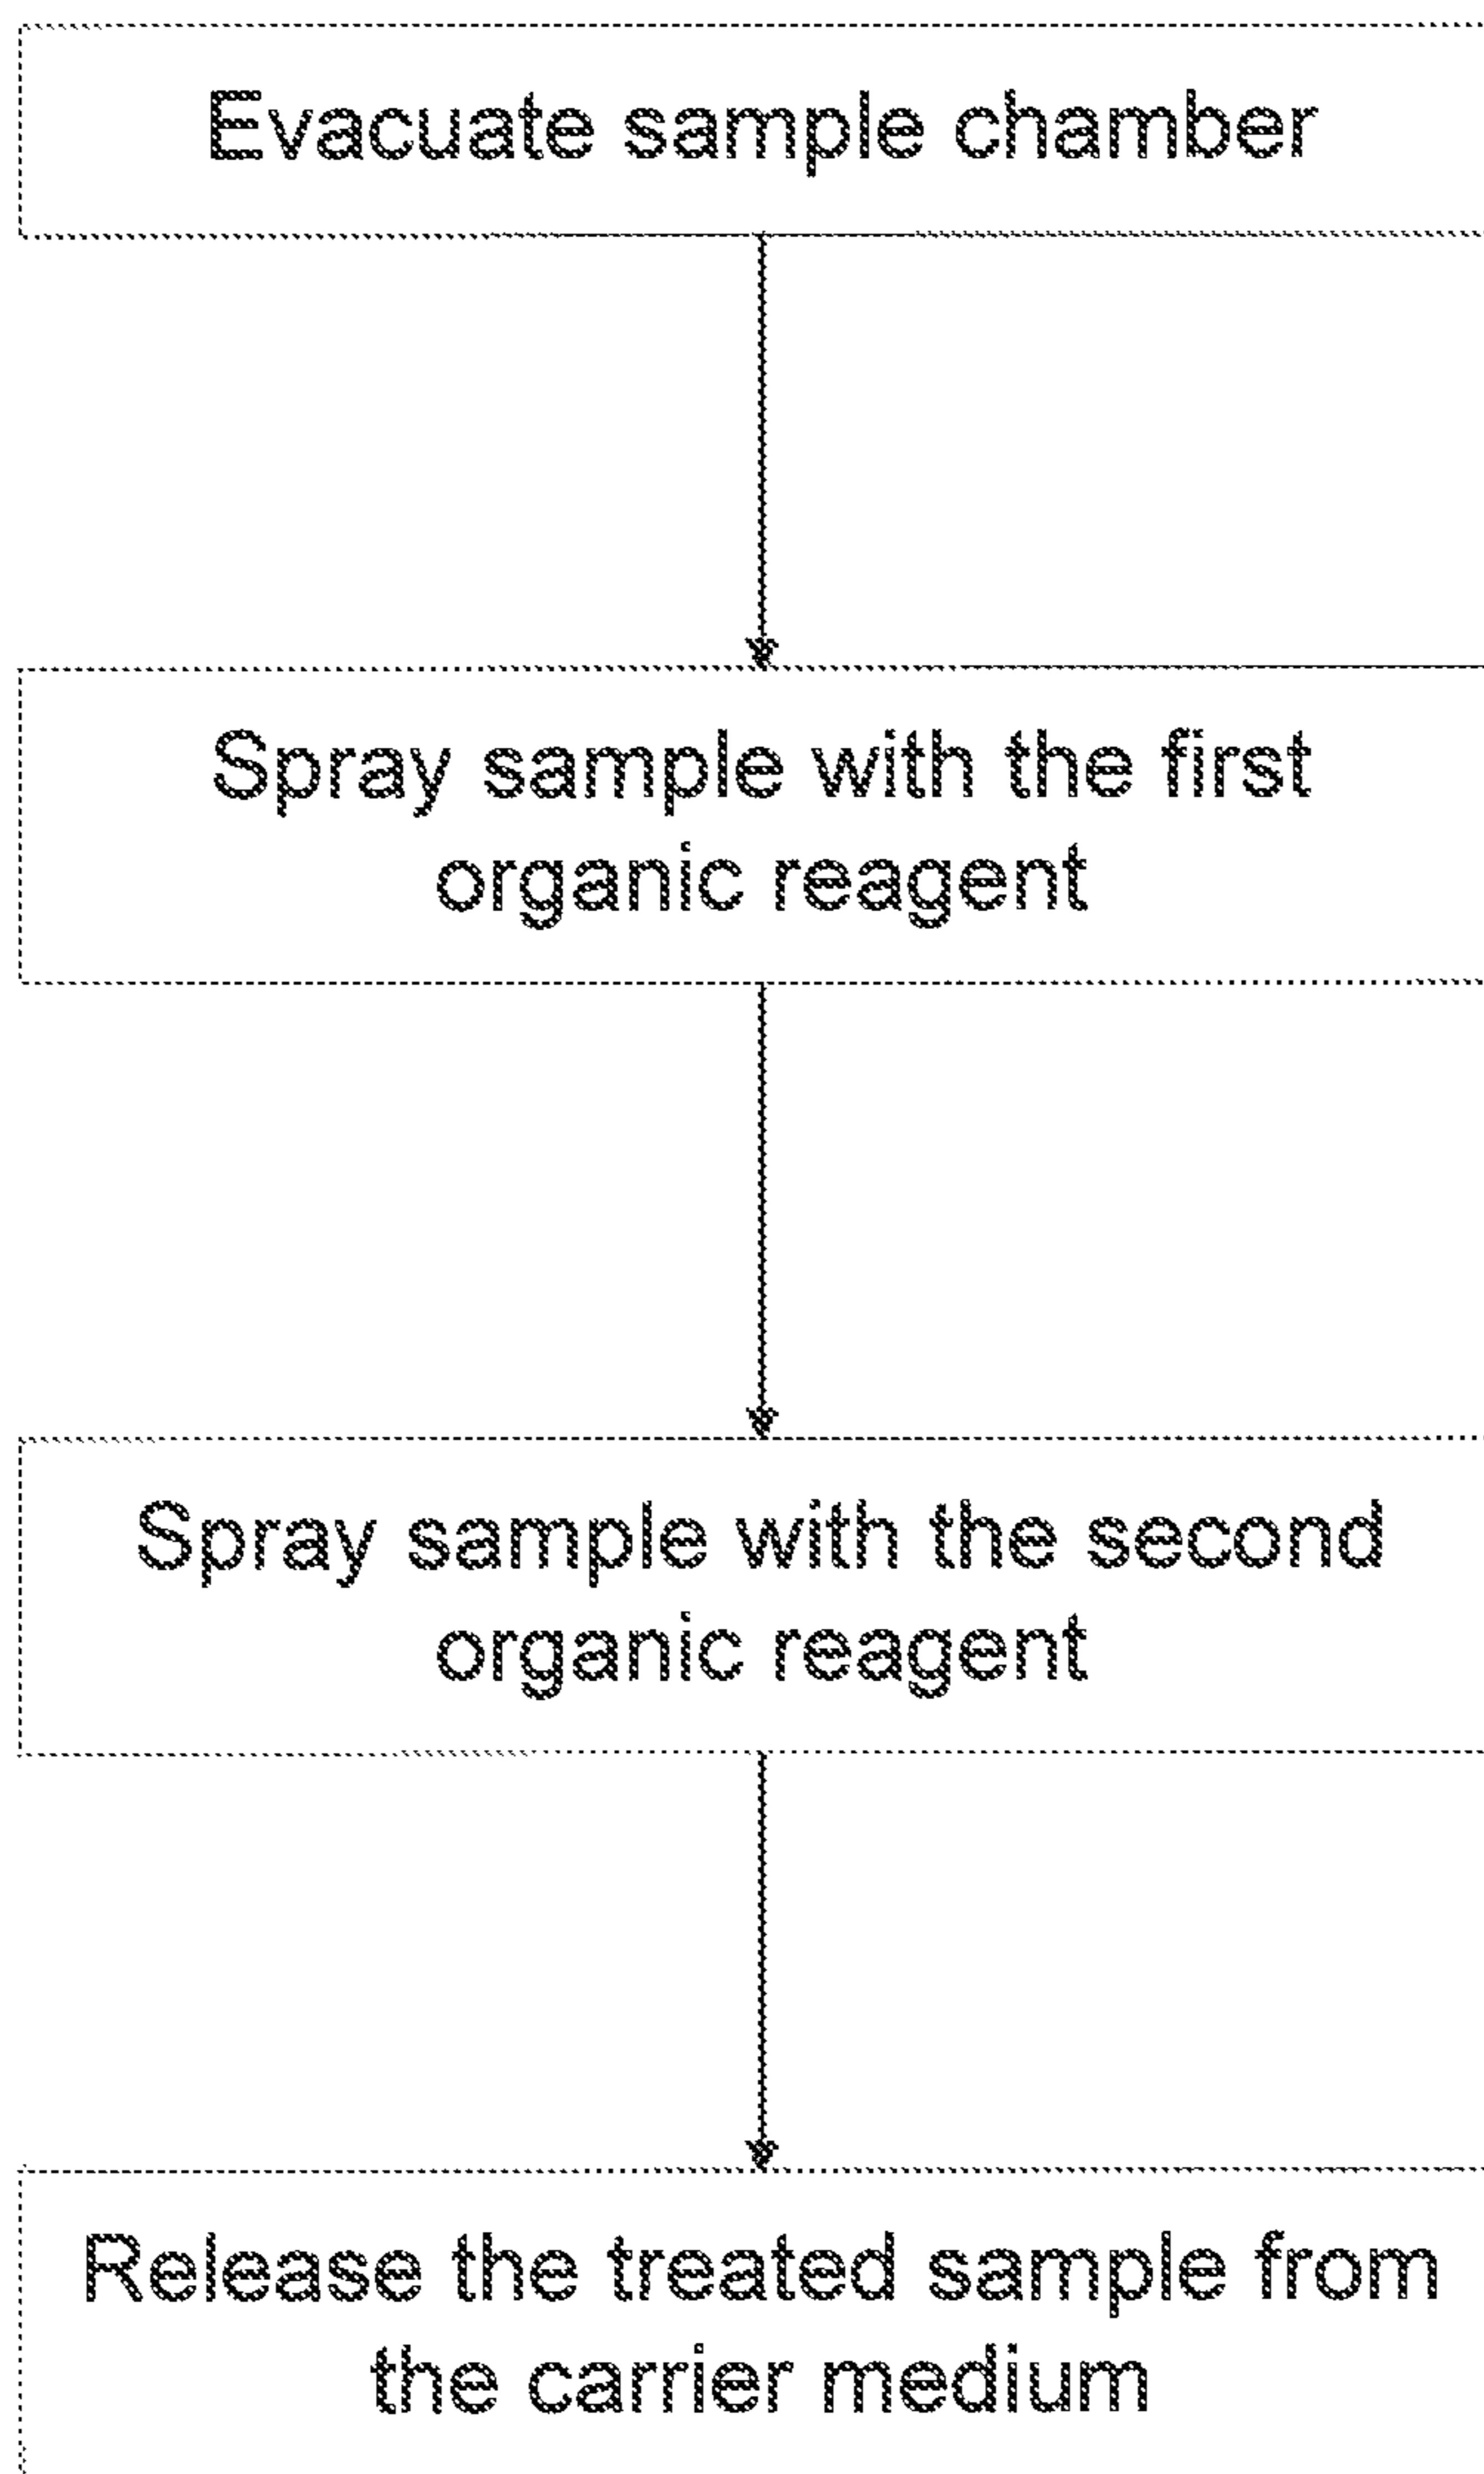 Evacuate sample chamber
Spray sample with the first
organic reagent
Spray sample with the second
organic reagent
Release the treated sample from
the carrier medium